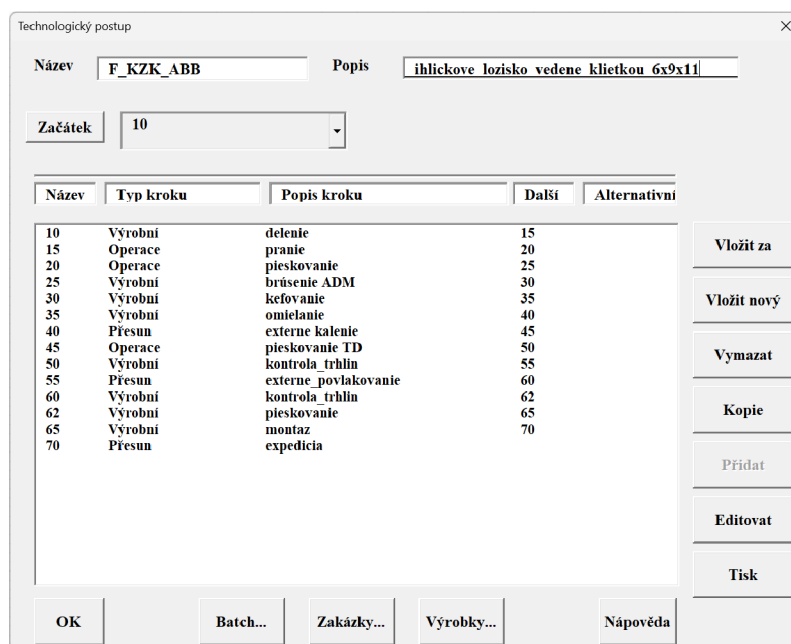 Technologický postup
Název F_KZK_ABB Popis ihlickove_lozisko_vedene_klietkou_6x9x11
Začátek 10
Název Typ kroku Popis kroku Další Alternativní
10 Výrobní delenie 15
15 Operace pranie 20
20 Operace pieskovanie 25
25 Výrobní brúsenie ADM 30
30 Výrobní kefovanie 35
35 Výrobní omielanie 40
40 Přesun externe kalenie 45
45 Operace pieskovanie TD 50
50 Výrobní kontrola_trhlin 55
55 Přesun externe_povlakovanie 60
60 Výrobní kontrola_trhlin 62
62 Výrobní pieskovanie 65
65 Výrobní montaz 70
70 Přesun expedicia
Vložit za
Vložit nový
Vymazat
Kopie
Přidat
Editovat
Tisk
OK Batch... Zakázky... Výrobky... Nápověda